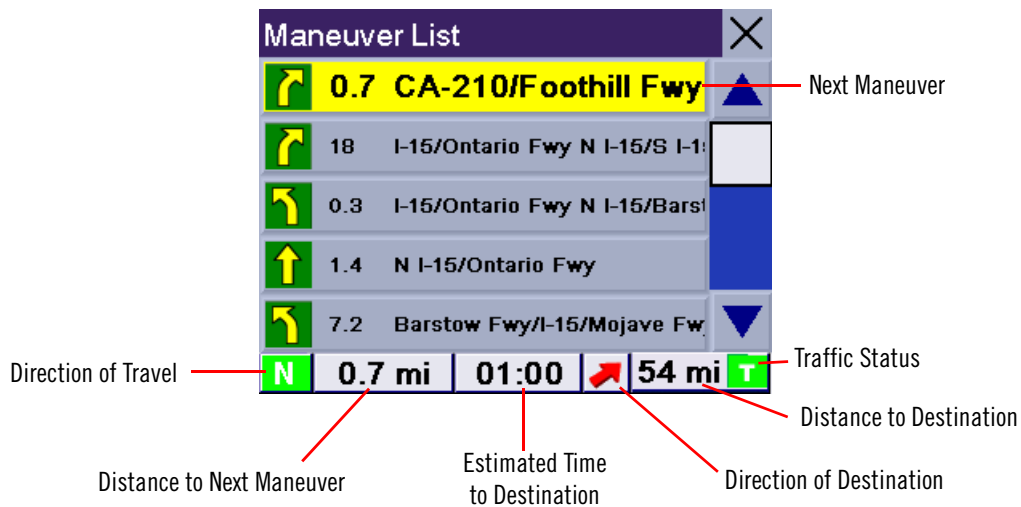 Maneuver List
0.7 CA-210/Foothill Fwy
Next Maneuver
18 I-15/Ontario Fwy N I-15/S I-1
0.3 I-15/Ontario Fwy N I-15/Barst
1.4 N I-15/Ontario Fwy
7.2 Barstow Fwy/I-15/Mojave Fw
Direction of Travel
N 0.7 mi 01:00 54 mi T
Traffic Status
Distance to Destination
Distance to Next Maneuver
Estimated Time
to Destination
Direction of Destination